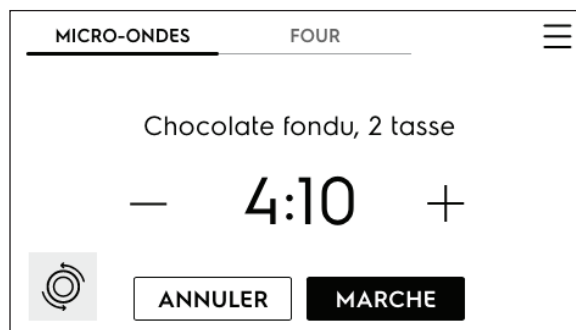 MICRO-ONDES FOUR
Chocolate fondu, 2 tasse
— 4:10 +
ANNULER MARCHE